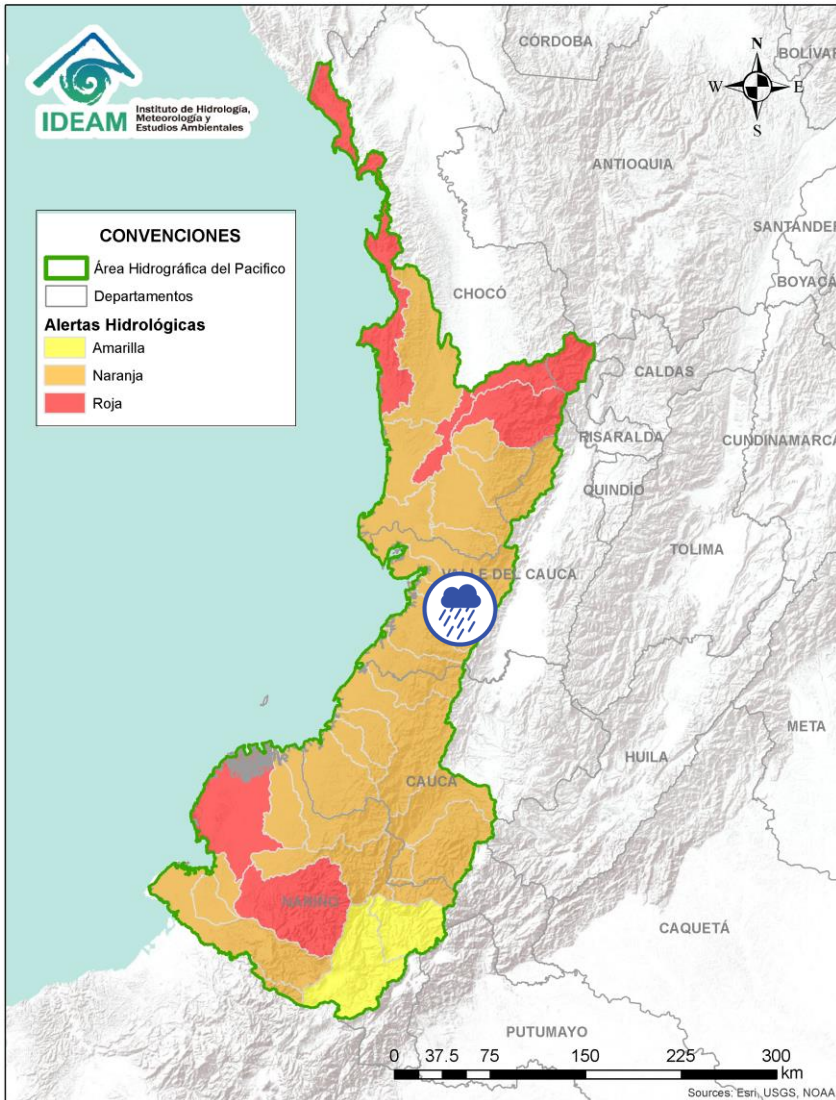 IDEAM
Instituto de Hidrología,
Meteorología y
Estudios Ambientales
CÓRDOBA
BOLÍVAR
N
W E
S
ANTIOQUIA
SANTANDER
BOYACÁ
CONVENCIONES
Área Hidrográfica del Pacifico
Departamentos
Alertas Hidrológicas
Amarilla
Naranja
Roja
CHOCÓ
CALDAS
RISARALDA
CUNDINAMARCA
QUINDÍO
TOLIMA
VALLE DEL CAUCA
META
HUILA
CAUCA
NARIÑO
CAQUETÁ
PUTUMAYO
0 37.5 75 150 225 300
km
Sources: Esri, USGS, NOAA